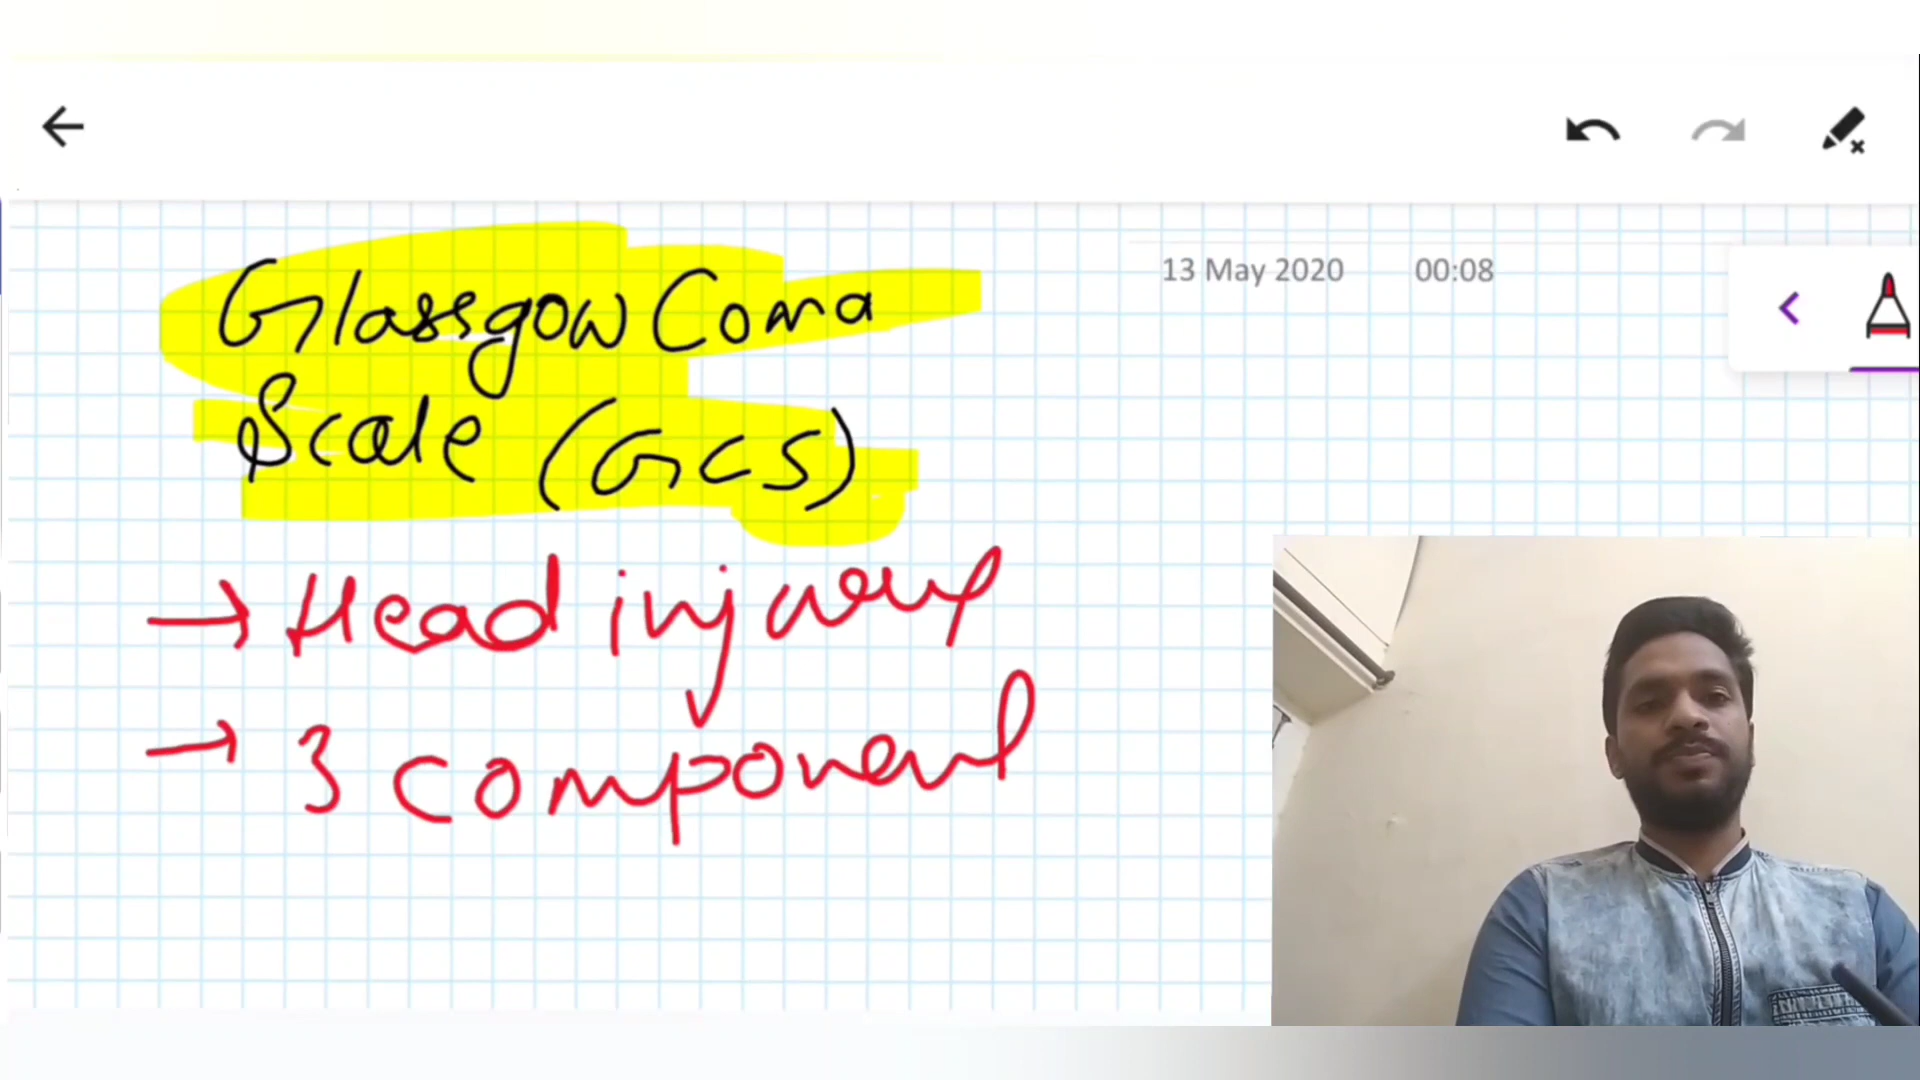 13 May 2020 00:08
Glassgow Coma
Scale (GCS)
→ Head injury
→ 3 component